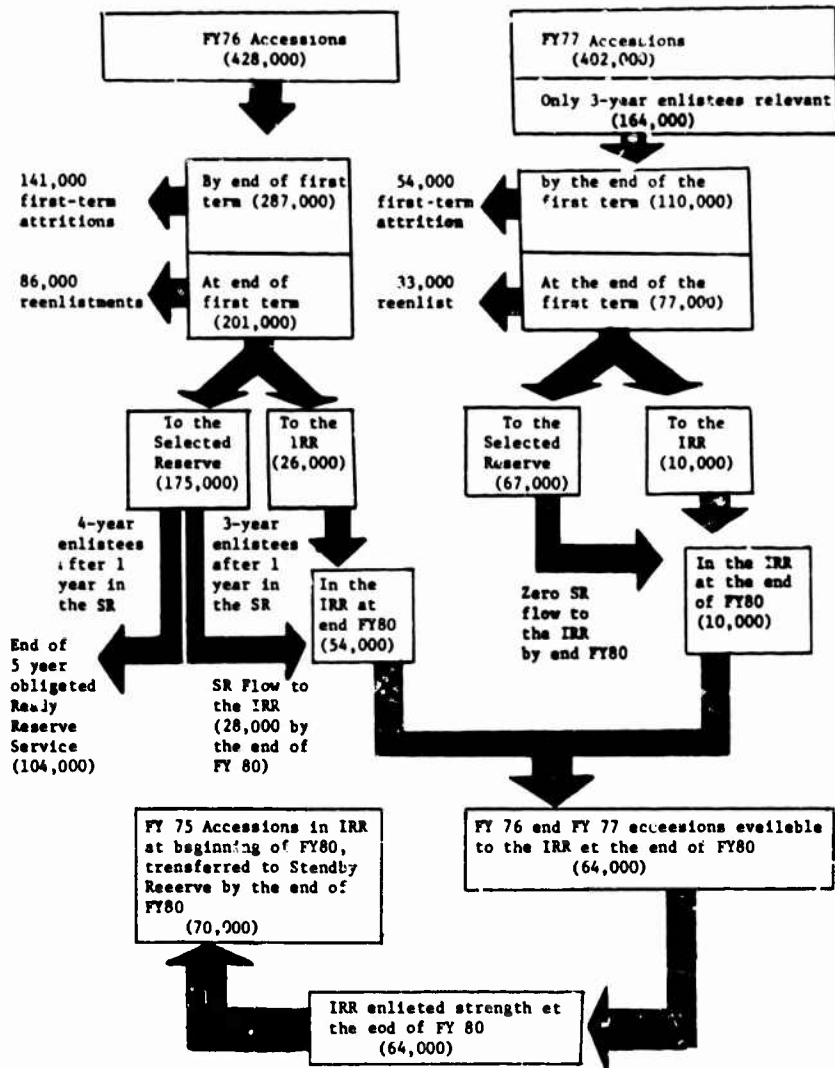 FY76 Accessions
(428,000)
FY77 Accessions
(402,000)
Only 3-year enlistees relevant
(164,000)
141,000
first-term
attritions
By end of first
term (287,000)
54,000
first-term
attrition
by the end of the
first term (110,000)
86,000
reenlistments
At end of
first term
(201,000)
33,000
reenlist
At the end of the
first term (77,000)
To the
Selected
Reserve
(175,000)
To the
IRR
(26,000)
To the
Selected
Reserve
(67,000)
To the
IRR
(10,000)
4-year
enlistees
after 1
year in
the SR
3-year
enlistees
after 1
year in
the SR
In the
IRR at
end FY80
(54,000)
Zero SR
flow to
the IRR
by end FY80
In the IRR
at the end
of FY80
(10,000)
End of
5 year
obligated
Ready
Reserve
Service
(104,000)
SR Flow to
the IRR
(28,000 by
the end of
FY 80)
FY 75 Accessions in IRR
at beginning of FY80,
transferred to Standby
Reserve by the end of
FY80
(70,000)
FY 76 end FY 77 accessions available
to the IRR at the end of FY80
(64,000)
IRR enlisted strength at
the end of FY 80
(64,000)